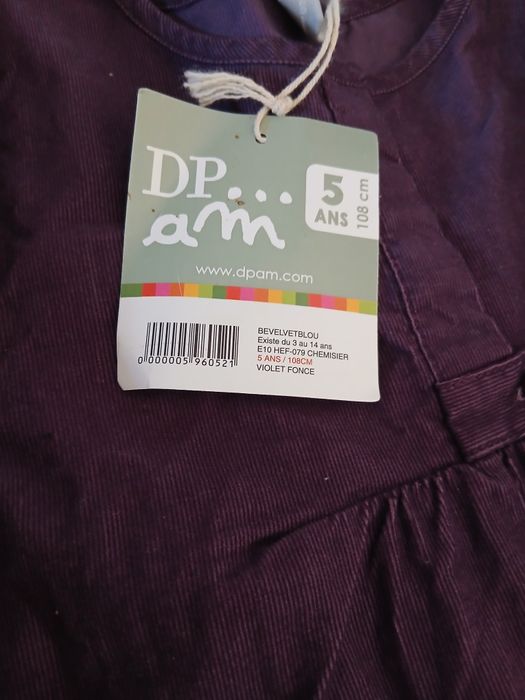 DP...
am
5
ANS
108 cm
www.dpam.com
BEVELVETBLOU
Existe du 3 au 14 ans
E10 HEF-079 CHEMISIER
5 ANS / 108CM
VIOLET FONCE
0 000005 960521